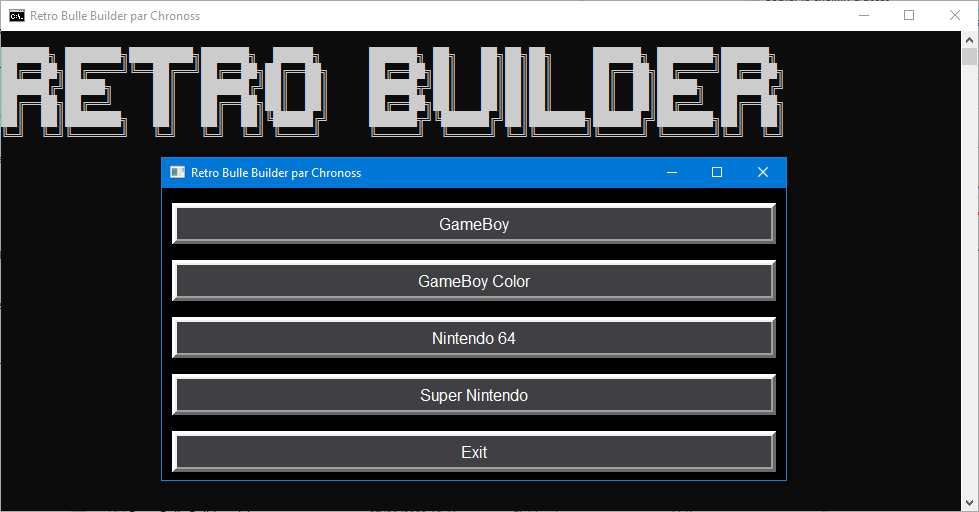 Retro Bulle Builder par Chronoss
RETRO BUILDER
Retro Bulle Builder par Chronoss
GameBoy
GameBoy Color
Nintendo 64
Super Nintendo
Exit